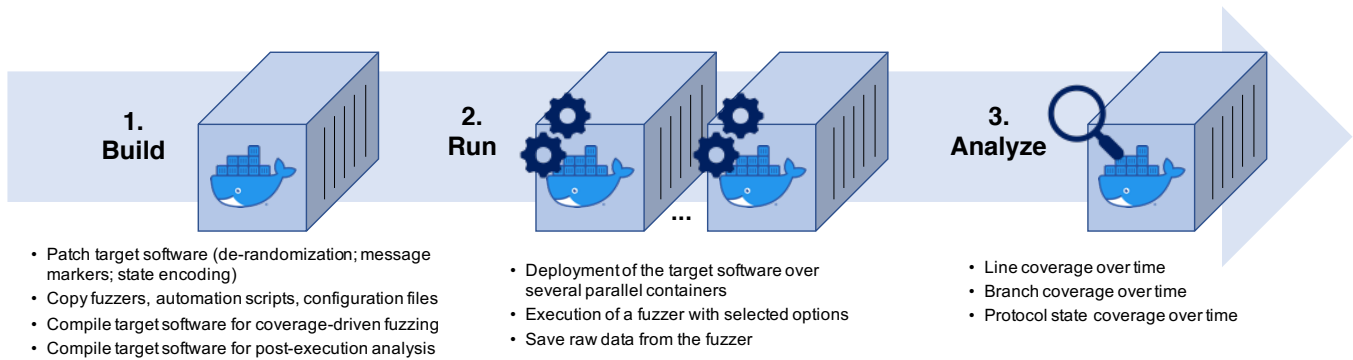 1.
Build
• Patch target software (de-randomization; message
markers; state encoding)
• Copy fuzzers, automation scripts, configuration files
• Compile target software for coverage-driven fuzzing
• Compile target software for post-execution analysis
2.
Run
...
• Deployment of the target software over
several parallel containers
• Execution of a fuzzer with selected options
• Save raw data from the fuzzer
3.
Analyze
• Line coverage over time
• Branch coverage over time
• Protocol state coverage over time